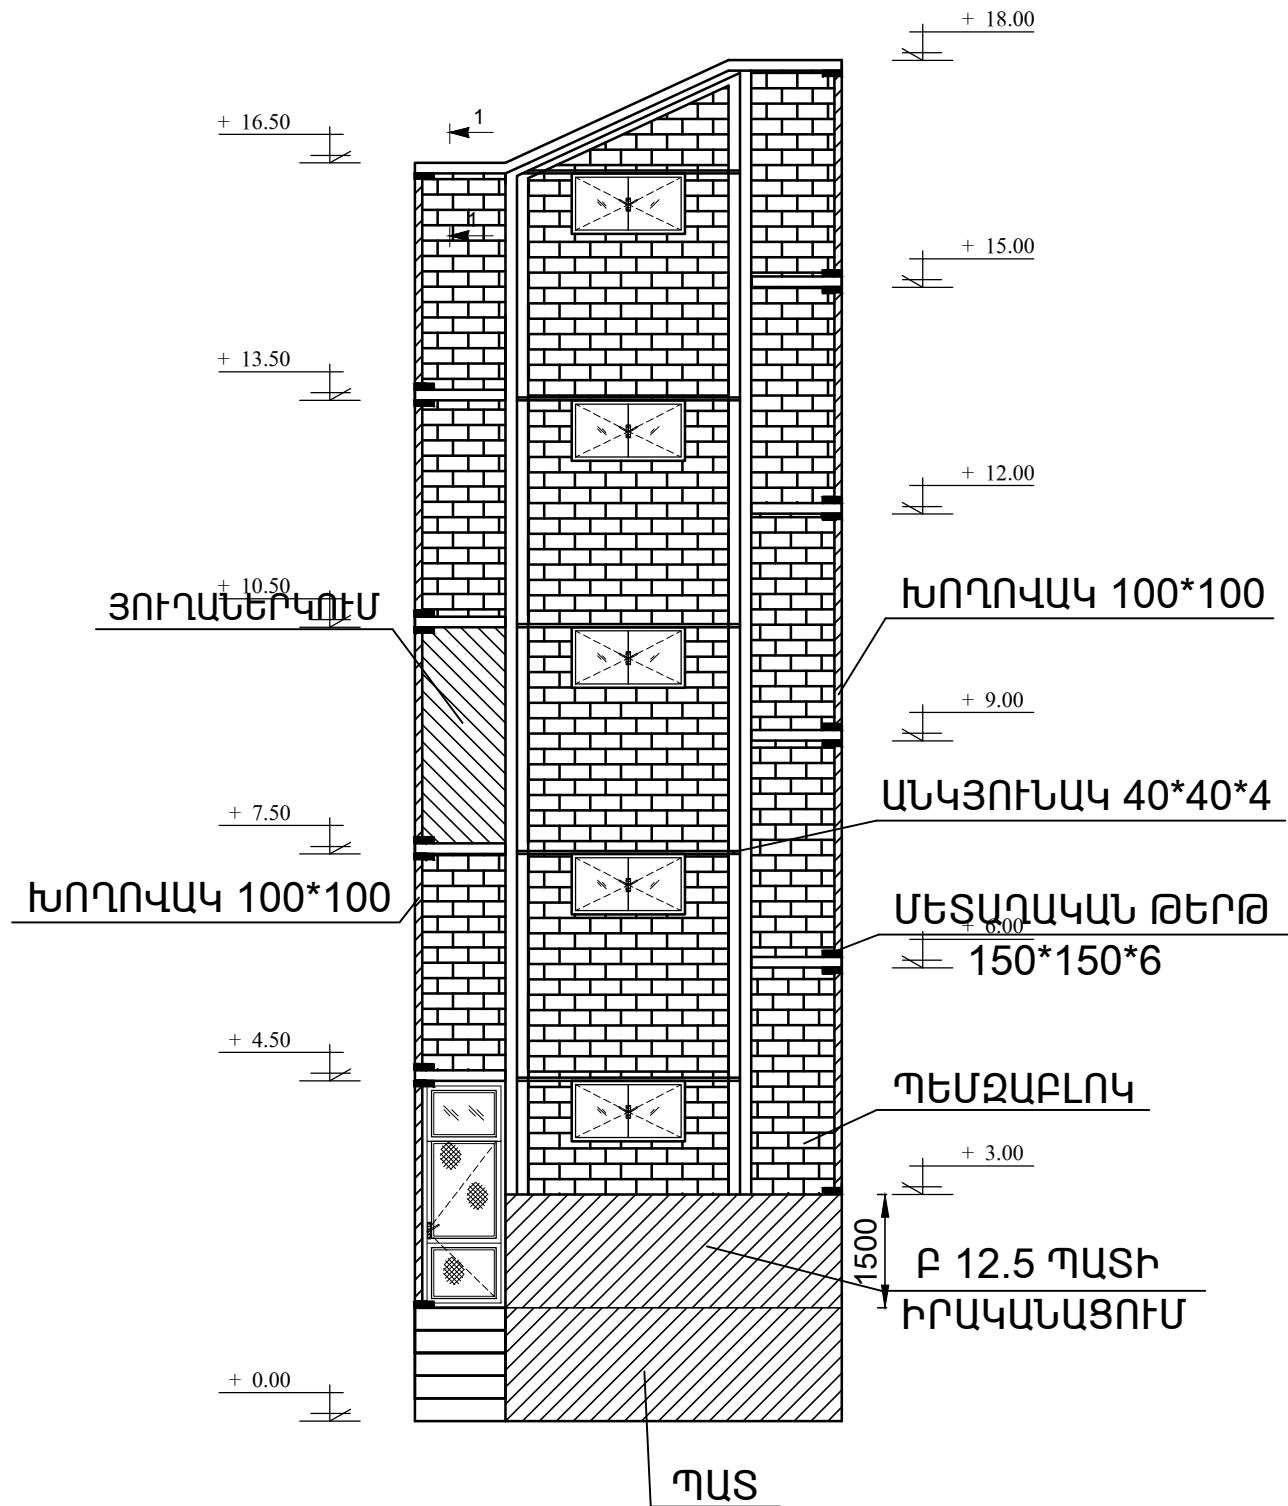 + 18.00
+ 16.50
1
1
+ 15.00
+ 13.50
+ 12.00
+ 10.50
ՅՈՒՂԱՆԵՐԿՈՒՄ
ԽՈՂՈՎԱԿ 100*100
+ 9.00
ԱՆԿՅՈՒՆԱԿ 40*40*4
+ 7.50
ԽՈՂՈՎԱԿ 100*100
ՄԵՏԱՂԱԿԱՆ ԹԵՐԹ
+ 6.00
150*150*6
+ 4.50
ՊԵՄԶԱԲԼՈԿ
+ 3.00
1500
Բ 12.5 ՊԱՏԻ
ԻՐԱԿԱՆԱՑՈՒՄ
+ 0.00
ՊԱՏ